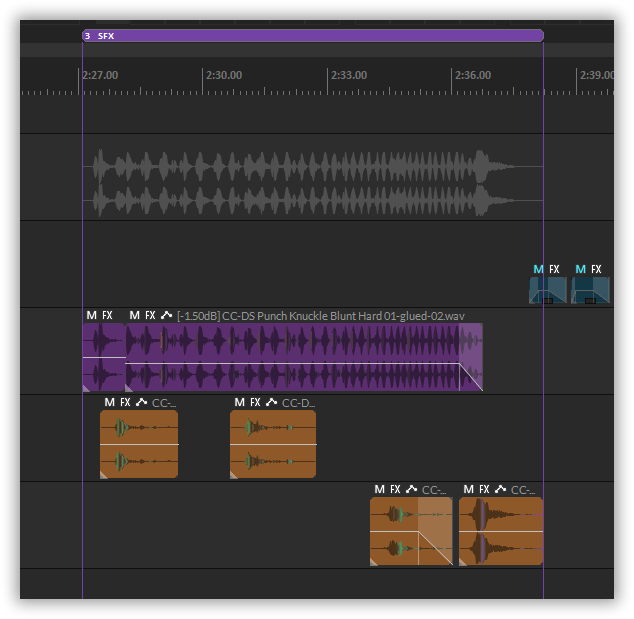 3 SFX
2:27.00 2:30.00 2:33.00 2:36.00 2:39.00
M FX M FX
M FX M FX [-1.50dB] CC-DS Punch Knuckle Blunt Hard 01-glued-02.wav
M FX CC-... M FX CC-D...
M FX CC-... M FX CC-...